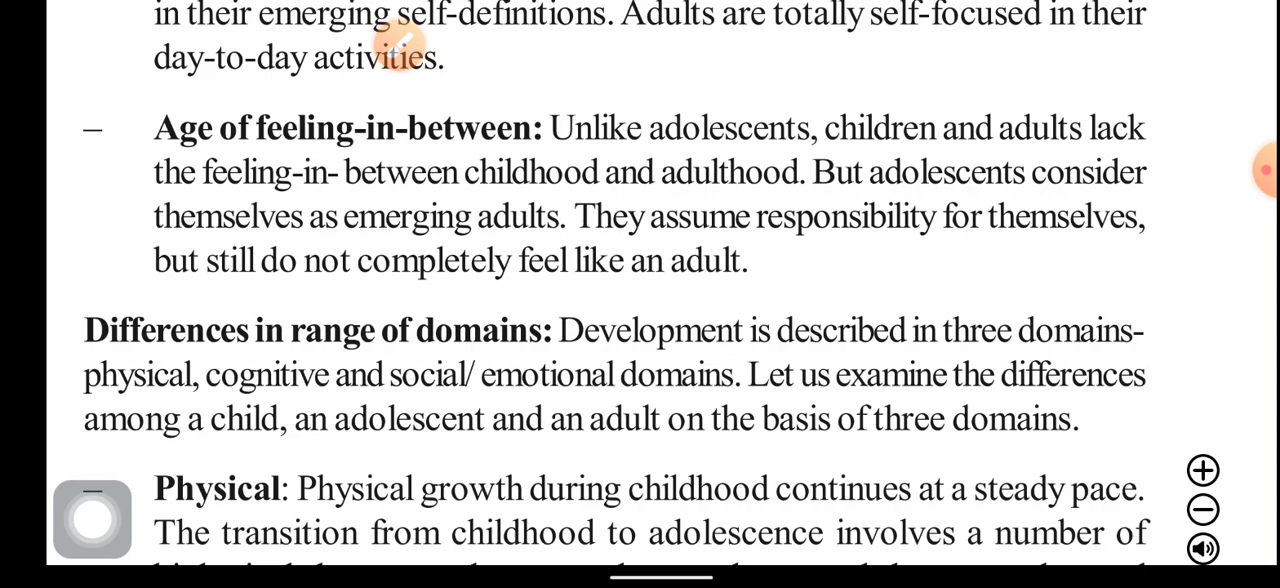 in their emerging self-definitions. Adults are totally self-focused in their
day-to-day activities.
– Age of feeling-in-between: Unlike adolescents, children and adults lack
the feeling-in- between childhood and adulthood. But adolescents consider
themselves as emerging adults. They assume responsibility for themselves,
but still do not completely feel like an adult.
Differences in range of domains: Development is described in three domains-
physical, cognitive and social/ emotional domains. Let us examine the differences
among a child, an adolescent and an adult on the basis of three domains.
– Physical: Physical growth during childhood continues at a steady pace.
The transition from childhood to adolescence involves a number of